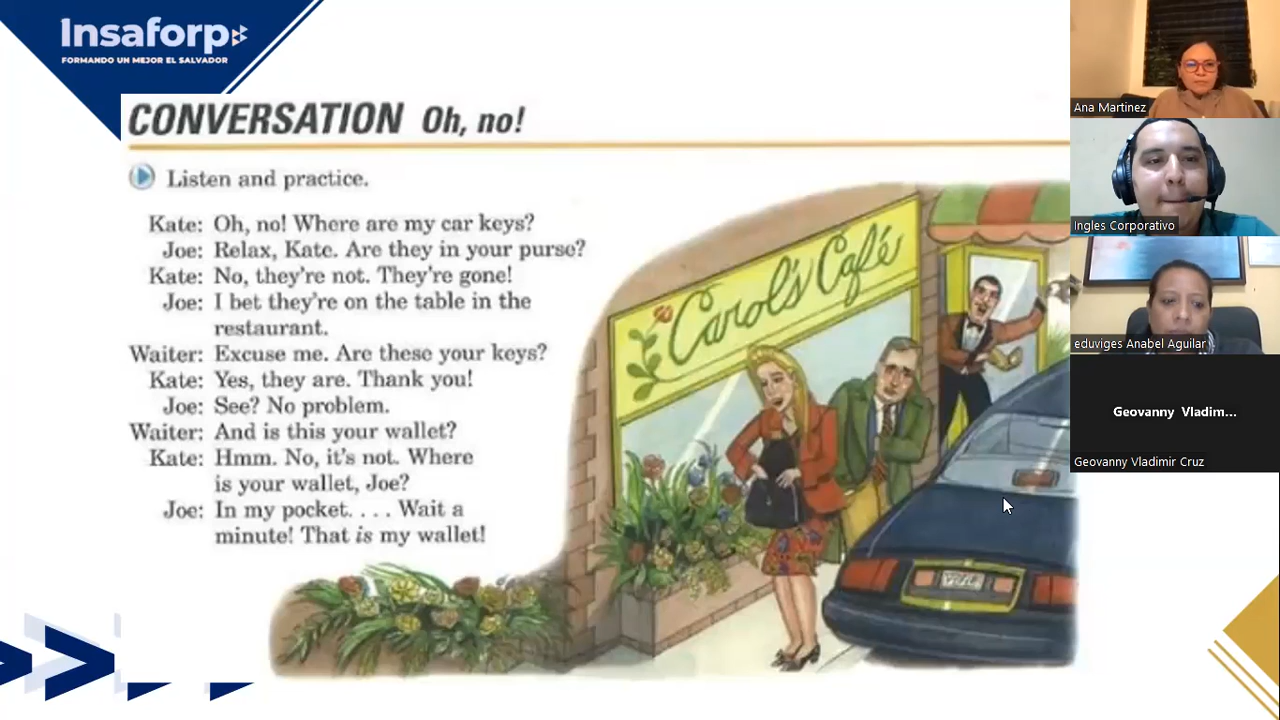 Insaforp
FORMANDO UN MEJOR EL SALVADOR
CONVERSATION Oh, no!
Listen and practice.
Kate: Oh, no! Where are my car keys?
Joe: Relax, Kate. Are they in your purse?
Kate: No, they're not. They're gone!
Joe: I bet they're on the table in the
restaurant.
Waiter: Excuse me. Are these your keys?
Kate: Yes, they are. Thank you!
Joe: See? No problem.
Waiter: And is this your wallet?
Kate: Hmm. No, it's not. Where
is your wallet, Joe?
Joe: In my pocket. . . . Wait a
minute! That is my wallet!
Carol's Café
Ana Martinez
Ingles Corporativo
eduviges Anabel Aguilar
Geovanny Vladim...
Geovanny Vladimir Cruz